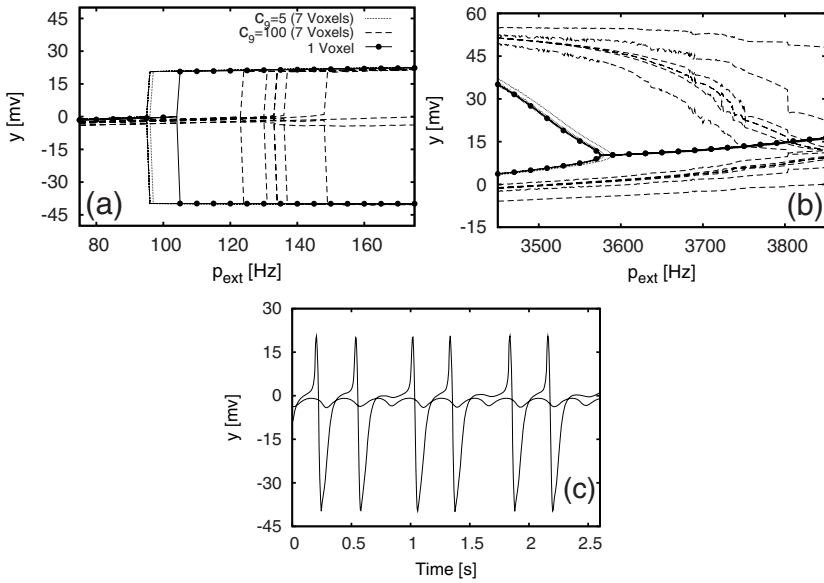 45
30
15
0
-15
-30
-45
y [mv]
C9=5 (7 Voxels)
C9=100 (7 Voxels)
1 Voxel
(a)
80 100 120 140 160
pext [Hz]
60
45
30
15
0
-15
y [mv]
(b)
3500 3600 3700 3800
pext [Hz]
30
15
0
-15
-30
-45
y [mv]
(c)
0 0.5 1 1.5 2 2.5
Time [s]